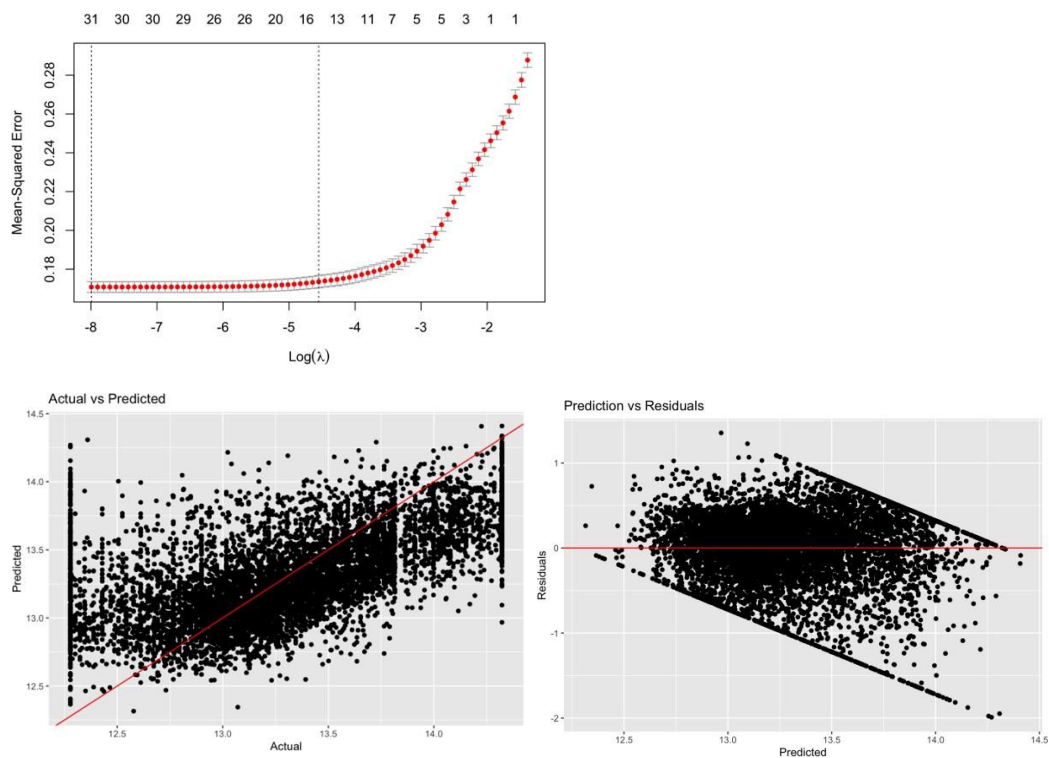 31 30 30 29 26 26 20 16 13 11 7 5 5 3 1 1
Mean-Squared Error
0.28
0.24
0.20
0.18
-8 -7 -6 -5 -4 -3 -2
Log(λ)
Actual vs Predicted
Predicted
14.5
14.0
13.5
13.0
12.5
12.5 13.0 13.5 14.0
Actual
Prediction vs Residuals
Residuals
1
0
-1
-2
12.5 13.0 13.5 14.0 14.5
Predicted